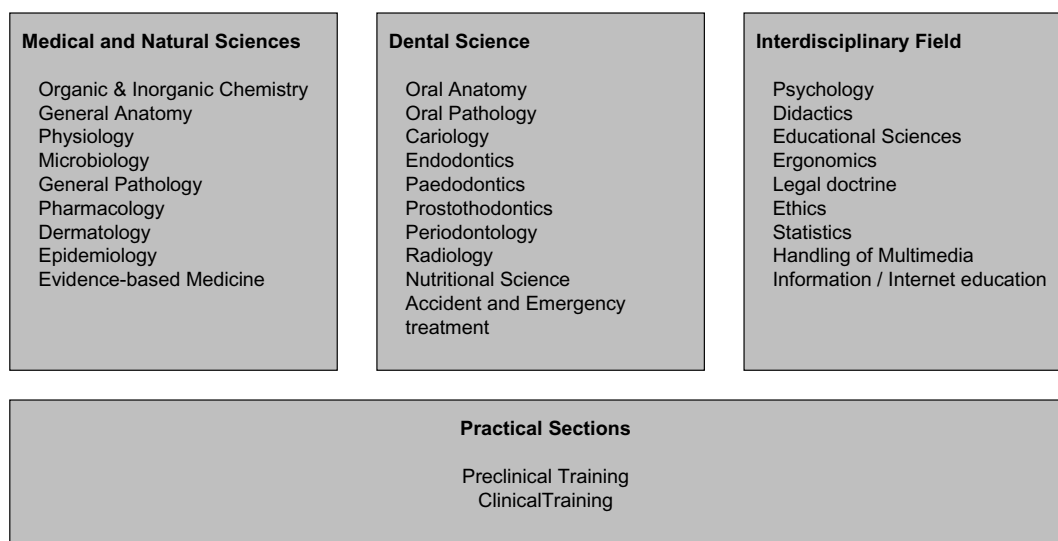 Medical and Natural Sciences
Organic & Inorganic Chemistry
General Anatomy
Physiology
Microbiology
General Pathology
Pharmacology
Dermatology
Epidemiology
Evidence-based Medicine
Dental Science
Oral Anatomy
Oral Pathology
Cariology
Endodontics
Paedodontics
Prostothodontics
Periodontology
Radiology
Nutritional Science
Accident and Emergency
treatment
Interdisciplinary Field
Psychology
Didactics
Educational Sciences
Ergonomics
Legal doctrine
Ethics
Statistics
Handling of Multimedia
Information / Internet education
Practical Sections
Preclinical Training
ClinicalTraining